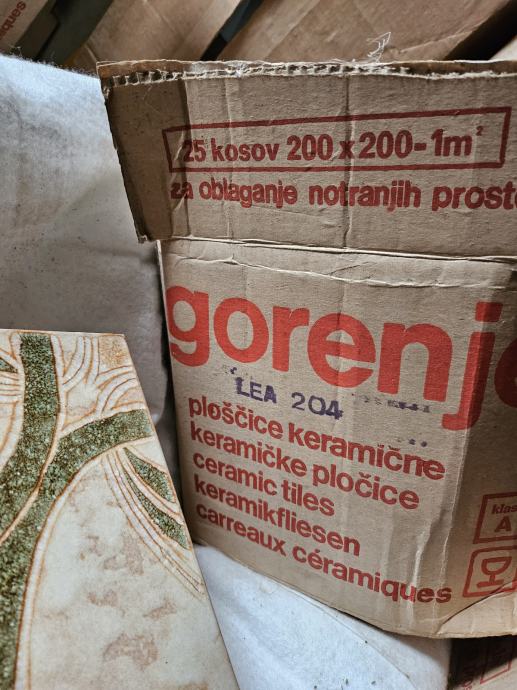 25 kosov 200 x 200-1m²
za oblaganje notranjih
gorenj
LEA 204
ploščice keramične
keramičke pločice
ceramic tiles
keramikfliesen
carreaux céramiques
A